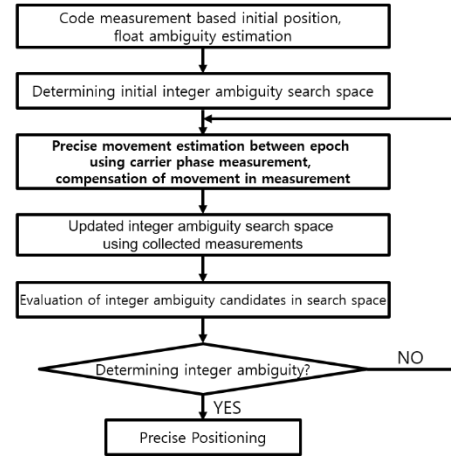 Code measurement based initial position,
float ambiguity estimation
Determining initial integer ambiguity search space
Precise movement estimation between epoch
using carrier phase measurement,
compensation of movement in measurement
Updated integer ambiguity search space
using collected measurements
Evaluation of integer ambiguity candidates in search space
Determining integer ambiguity?
NO
YES
Precise Positioning